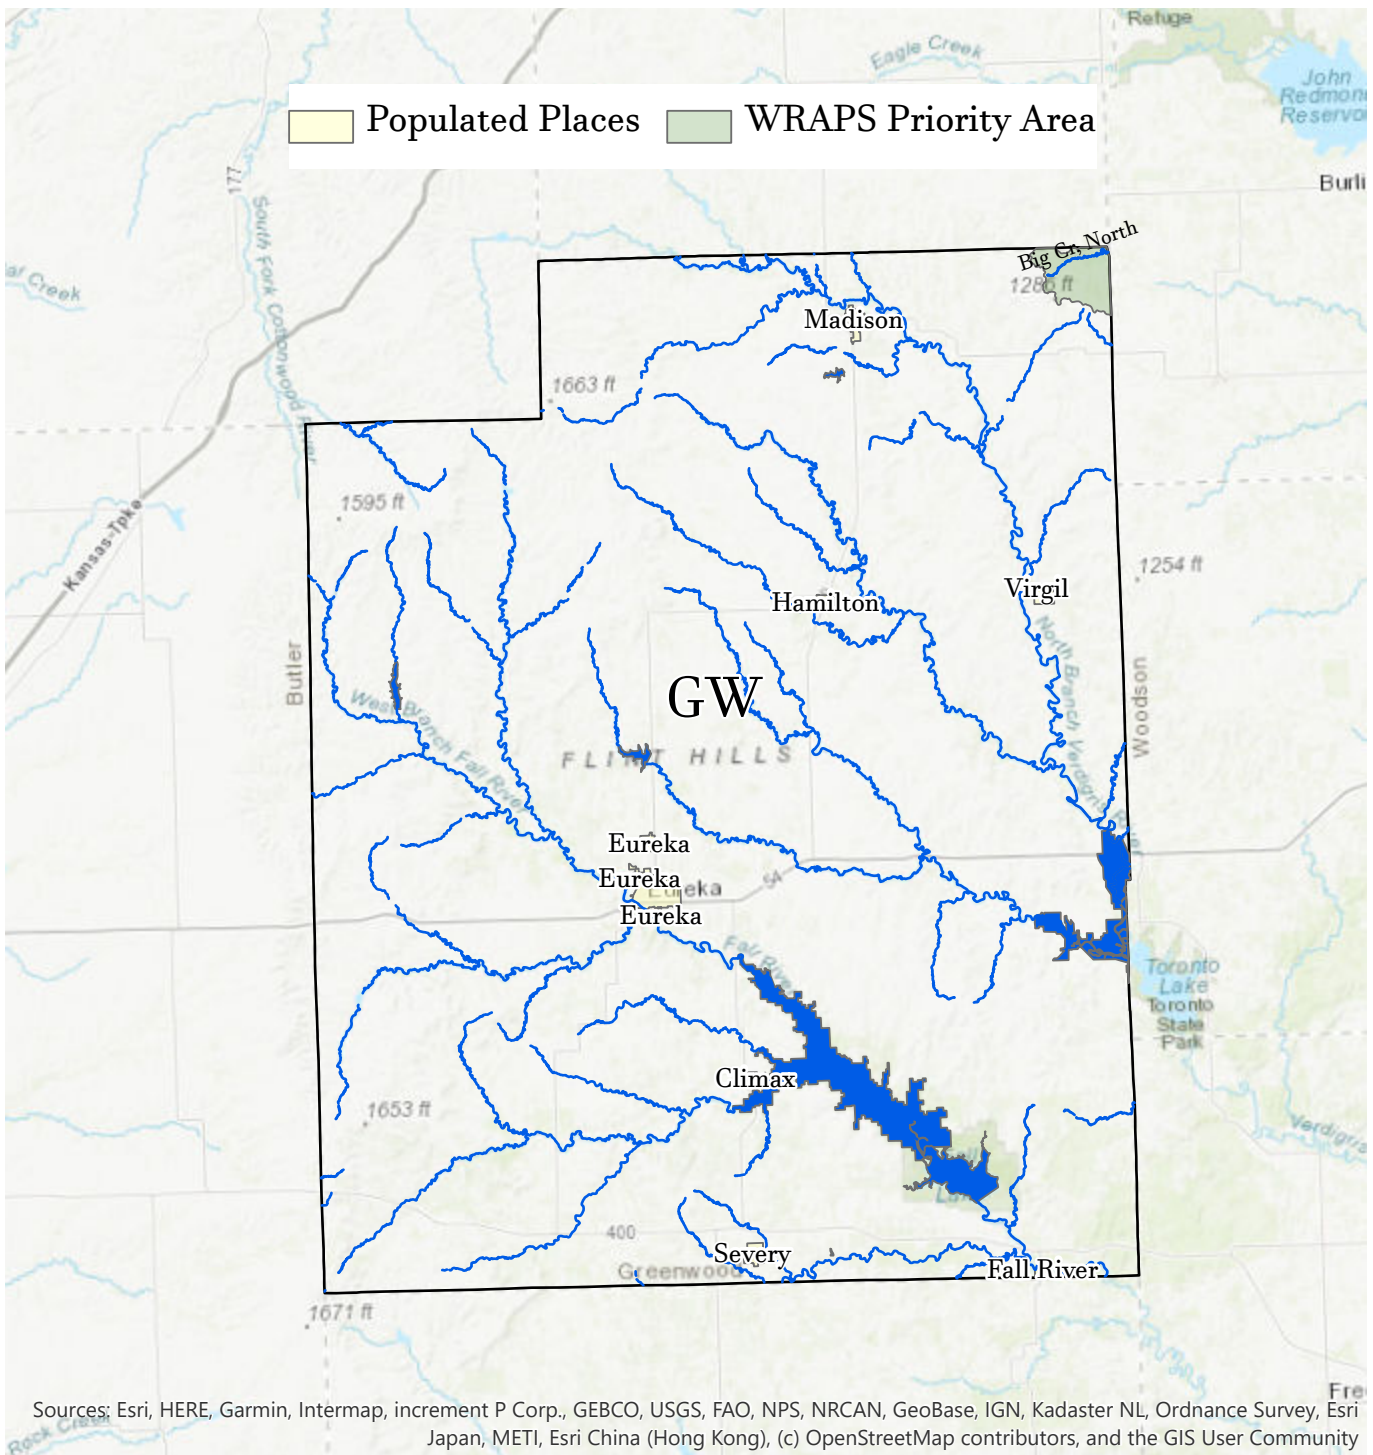 Refuge
Eagle Creek
John
Redmond
Reservo
Populated Places
WRAPS Priority Area
177
Burli
South Fork Cottonwood River
Big Cr, North
al Creek
1286 ft
Madison
1663 ft
1595 ft
Kansas-Tpke
1254 ft
Virgil
Hamilton
North Branch Verdigris River
Butler
Woodson
GW
West Branch Fall River
FLINT HILLS
Eureka
Eureka
Eureka
54
Eureka
Fall River
Toronto
Lake
Toronto
State
Park
Climax
1653 ft
Verdigris
Fall
Lake
400
Severy
Greenwood
Fall River
1671 ft
Fre
Rock Creek
Sources: Esri, HERE, Garmin, Intermap, increment P Corp., GEBCO, USGS, FAO, NPS, NRCAN, GeoBase, IGN, Kadaster NL, Ordnance Survey, Esri
Japan, METI, Esri China (Hong Kong), (c) OpenStreetMap contributors, and the GIS User Community